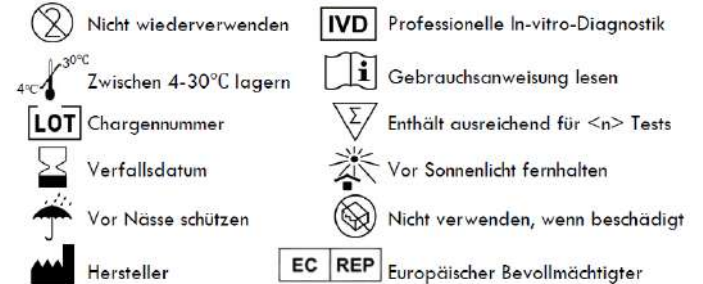 2 Nicht wiederverwenden
IVD Professionelle In-vitro-Diagnostik
4°C 30°C Zwischen 4-30°C lagern
i Gebrauchsanweisung lesen
LOT Chargennummer
Σ Enthält ausreichend für <n> Tests
Verfallsdatum
Vor Sonnenlicht fernhalten
Vor Nässe schützen
Nicht verwenden, wenn beschädigt
Hersteller
EC REP Europäischer Bevollmächtigter